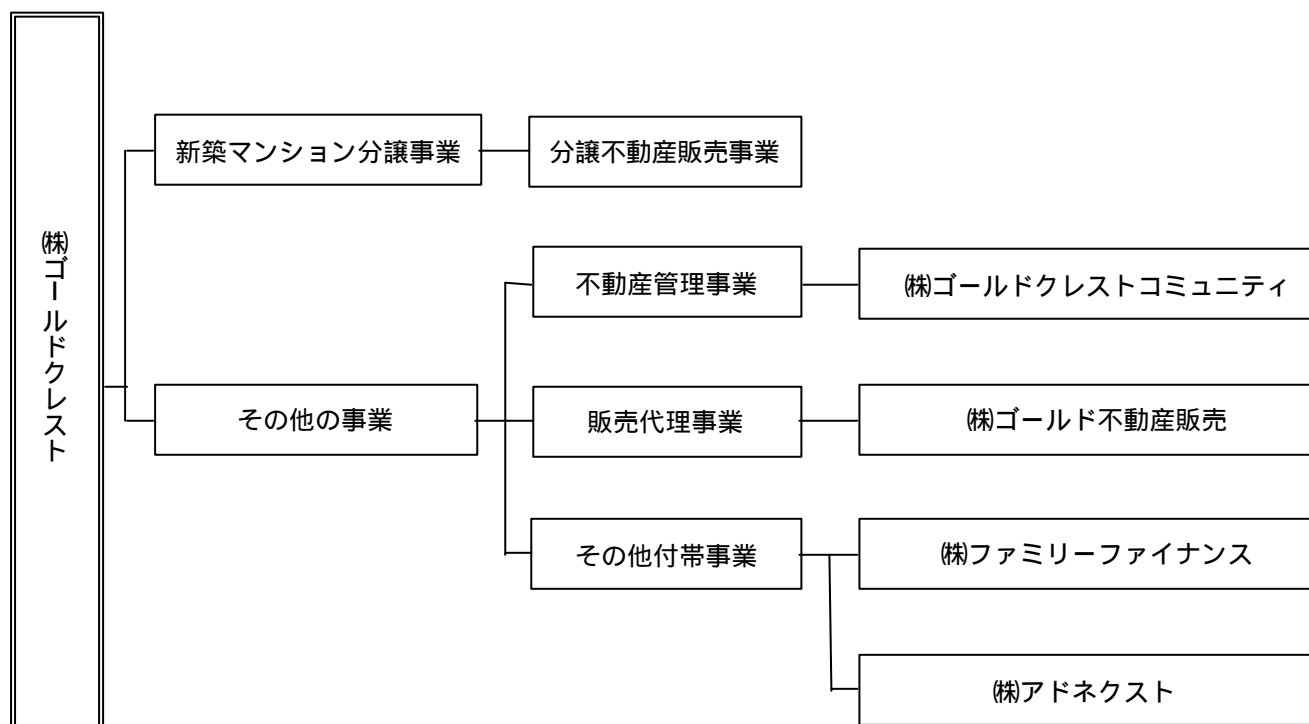 ㈱ゴールドクレスト
新築マンション分譲事業
分譲不動産販売事業
不動産管理事業
㈱ゴールドクレストコミュニティ
その他の事業
販売代理事業
㈱ゴールド不動産販売
その他付帯事業
㈱ファミリーファイナンス
㈱アドネクスト